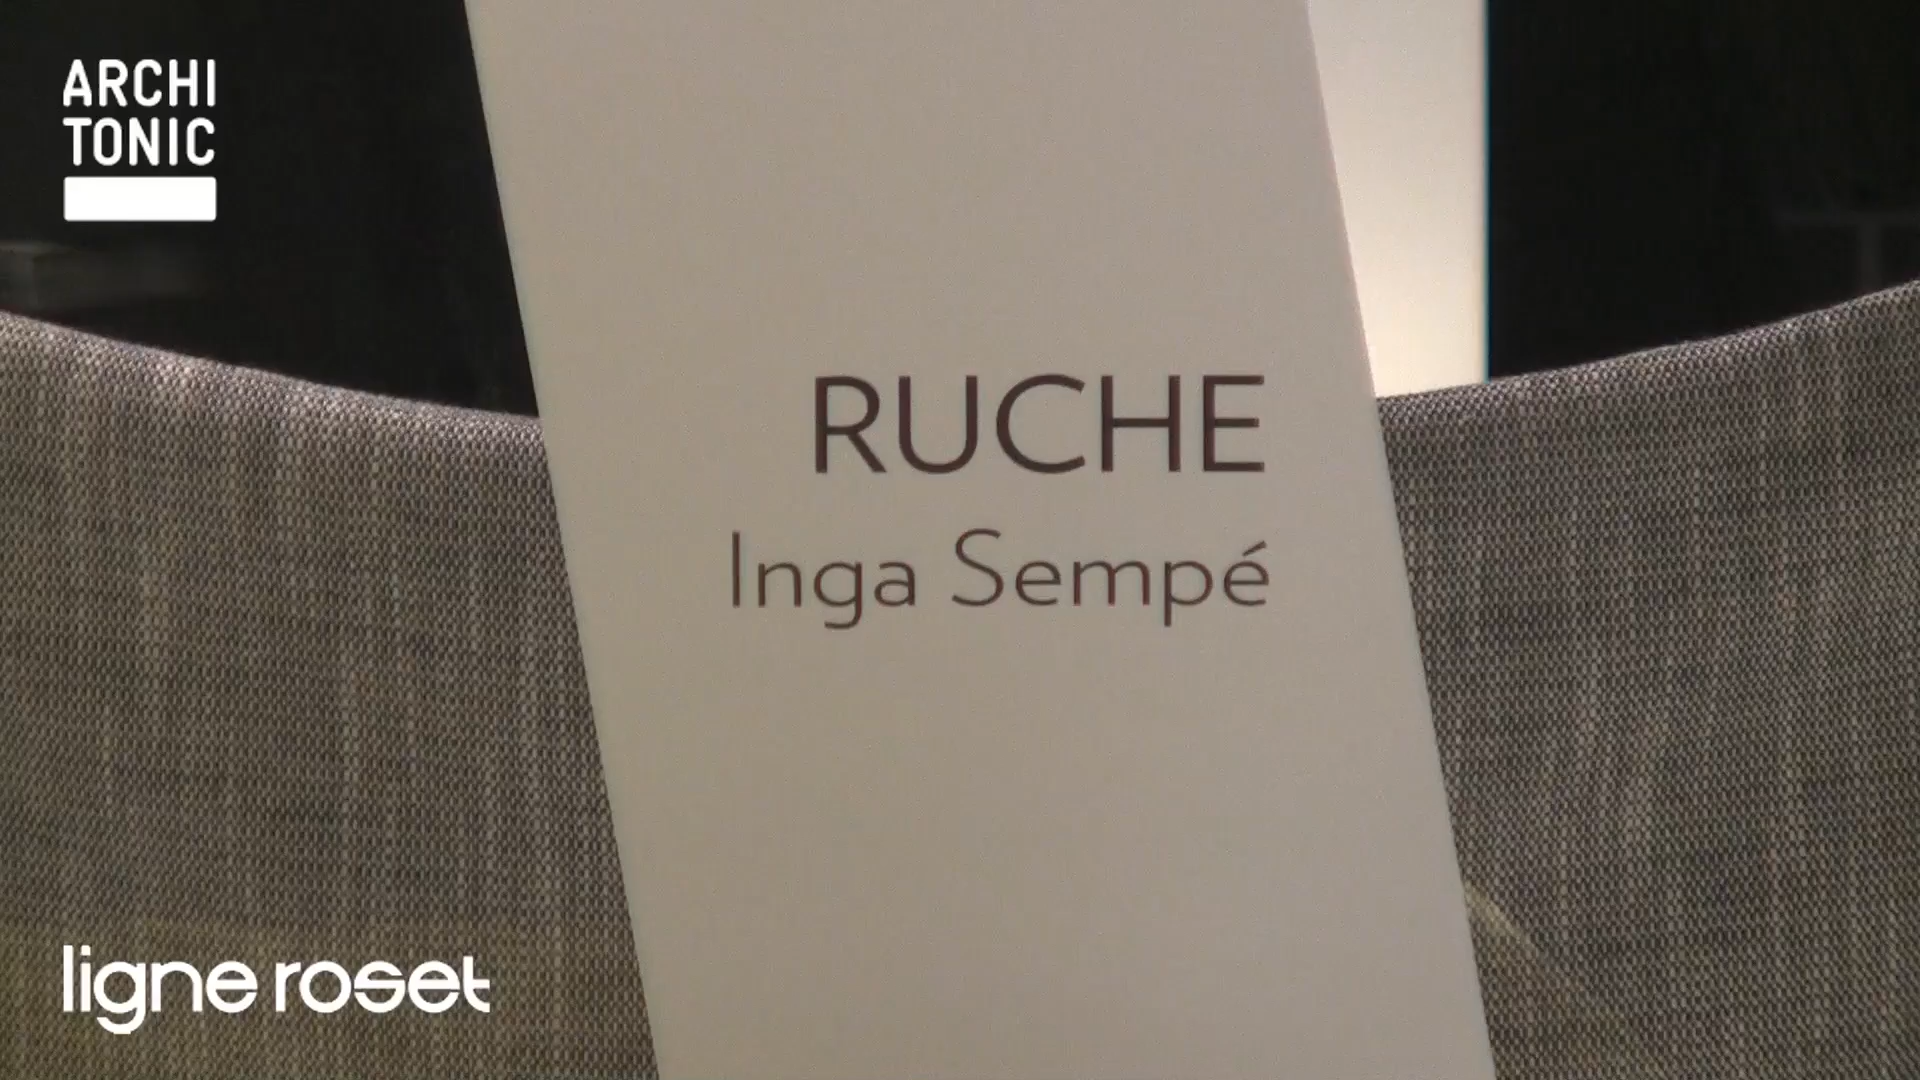 ARCHI
TONIC
RUCHE
Inga Sempé
ligne roset